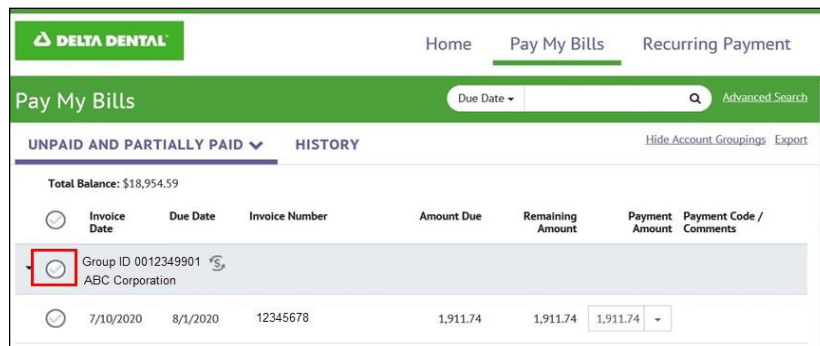 DELTA DENTAL
Home Pay My Bills Recurring Payment
Pay My Bills Due Date Advanced Search
UNPAID AND PARTIALLY PAID HISTORY Hide Account Groupings Export
Total Balance: $18,954.59
Invoice Date Due Date Invoice Number Amount Due Remaining Amount Payment Amount Payment Code / Comments
Group ID 0012349901
ABC Corporation
7/10/2020 8/1/2020 12345678 1,911.74 1,911.74 1,911.74